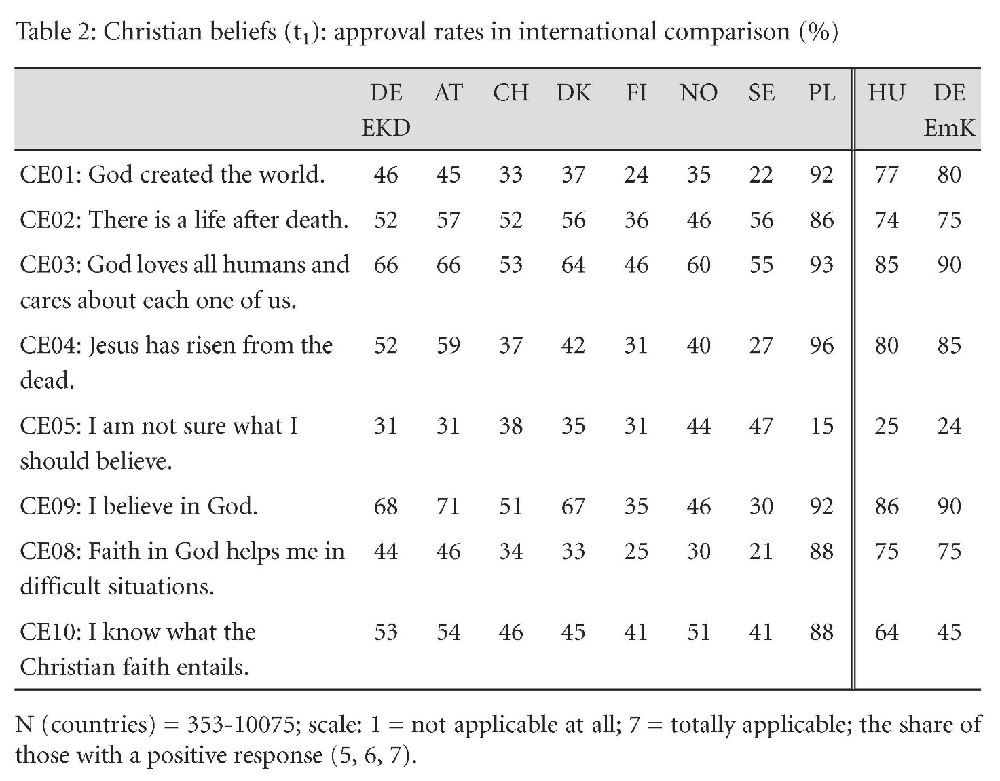 Table 2: Christian beliefs (t₁): approval rates in international comparison (%)
DE AT CH DK FI NO SE PL HU DE
EKD EmK
CE01: God created the world. 46 45 33 37 24 35 22 92 77 80
CE02: There is a life after death. 52 57 52 56 36 46 56 86 74 75
CE03: God loves all humans and 66 66 53 64 46 60 55 93 85 90
cares about each one of us.
CE04: Jesus has risen from the 52 59 37 42 31 40 27 96 80 85
dead.
CE05: I am not sure what I 31 31 38 35 31 44 47 15 25 24
should believe.
CE09: I believe in God. 68 71 51 67 35 46 30 92 86 90
CE08: Faith in God helps me in 44 46 34 33 25 30 21 88 75 75
difficult situations.
CE10: I know what the 53 54 46 45 41 51 41 88 64 45
Christian faith entails.
N (countries) = 353-10075; scale: 1 = not applicable at all; 7 = totally applicable; the share of
those with a positive response (5, 6, 7).